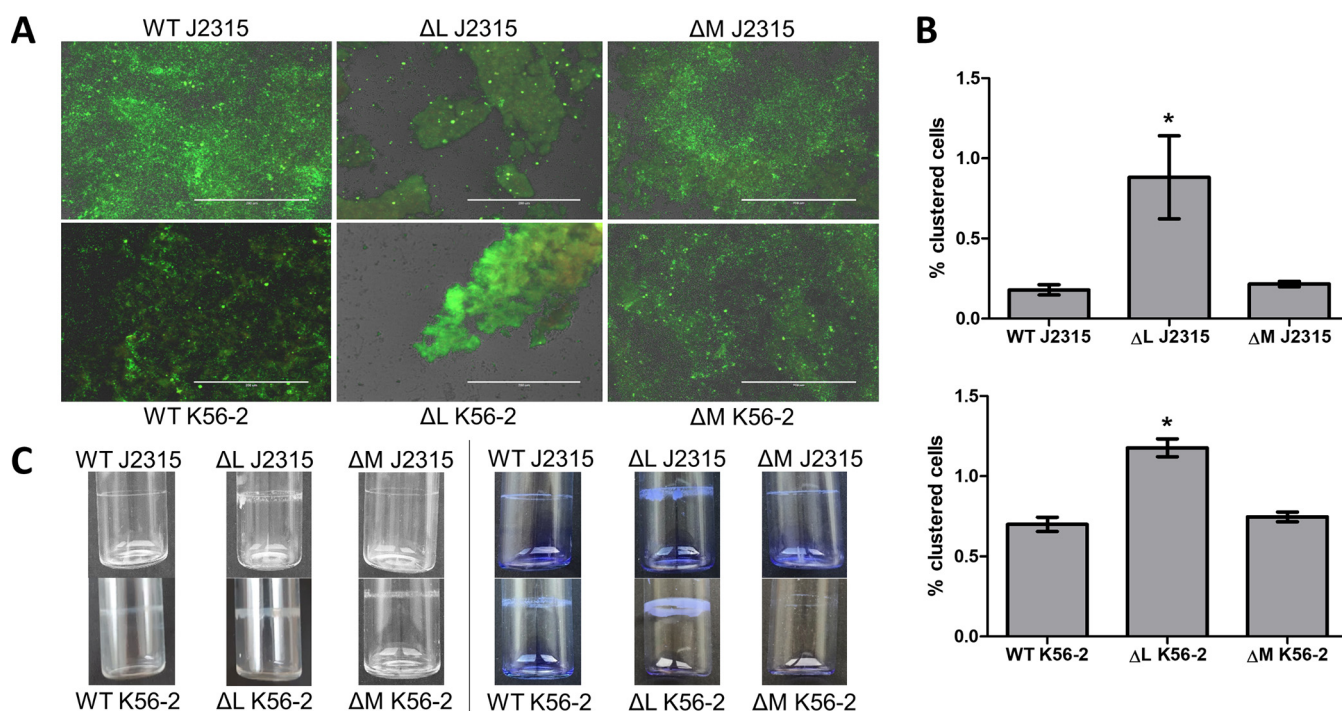 A
WT J2315 ΔL J2315 ΔM J2315
WT K56-2 ΔL K56-2 ΔM K56-2
B
% clustered cells
1.5
1.0
0.5
0.0
*
WT J2315 ΔL J2315 ΔM J2315
% clustered cells
1.5
1.0
0.5
0.0
*
WT K56-2 ΔL K56-2 ΔM K56-2
C
WT J2315 ΔL J2315 ΔM J2315 WT J2315 ΔL J2315 ΔM J2315
WT K56-2 ΔL K56-2 ΔM K56-2 WT K56-2 ΔL K56-2 ΔM K56-2